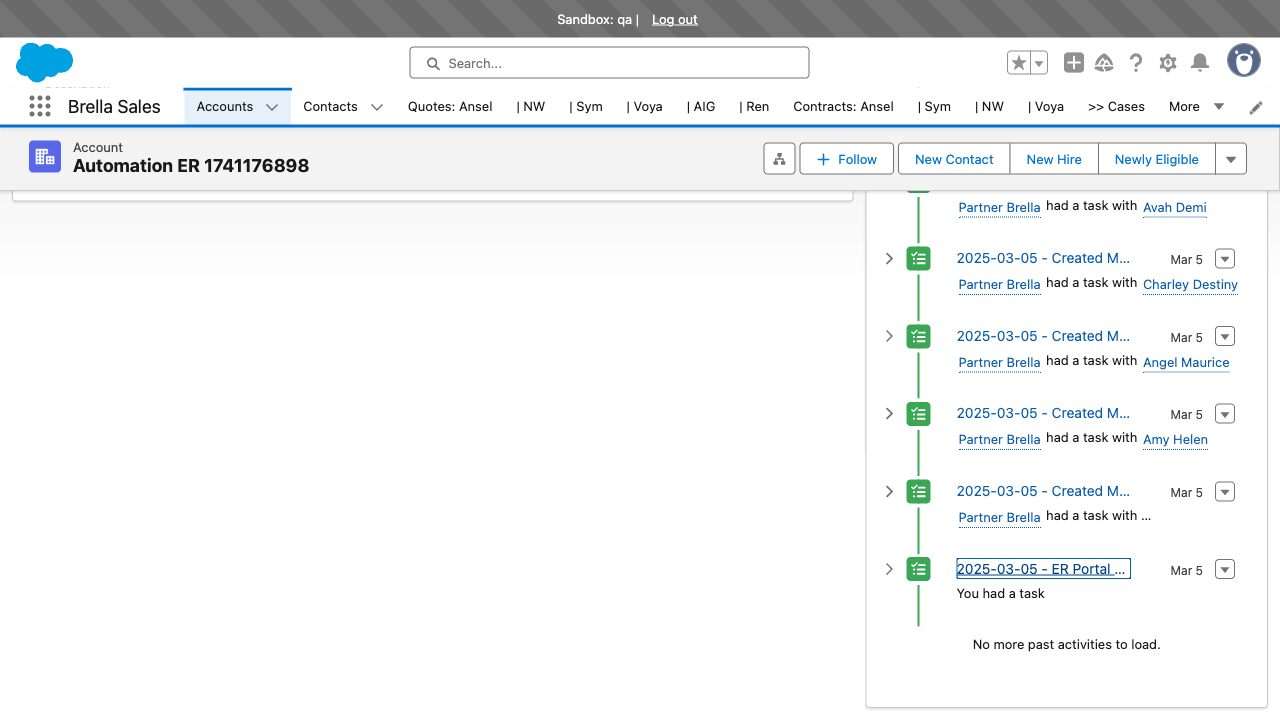 Sandbox: qa | Log out
Search...
Brella Sales
Accounts
Contacts
Quotes: Ansel
| NW
| Sym
| Voya
| AIG
| Ren
Contracts: Ansel
| Sym
| NW
| Voya
>> Cases
More
Account
Automation ER 1741176898
Follow
New Contact
New Hire
Newly Eligible
Partner Brella had a task with Avah Demi
2025-03-05 - Created M... Mar 5
Partner Brella had a task with Charley Destiny
2025-03-05 - Created M... Mar 5
Partner Brella had a task with Angel Maurice
2025-03-05 - Created M... Mar 5
Partner Brella had a task with Amy Helen
2025-03-05 - Created M... Mar 5
Partner Brella had a task with ...
2025-03-05 - ER Portal ... Mar 5
You had a task
No more past activities to load.